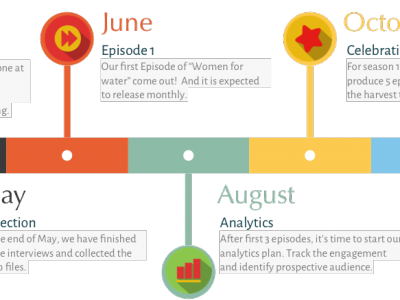 June
Octo
Episode 1
Celebrati
one at
Our first Episode of “Women for
water” come out! And it is expected
to release monthly.
For season 1
produce 5 ep
the harvest
ng.
ay
August
ection
Analytics
e end of May, we have finished
e interviews and collected the
o files.
After first 3 episodes, it's time to start our
analytics plan. Track the engagement
and identify prospective audience.